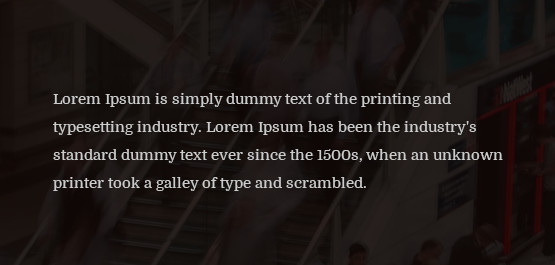 Lorem Ipsum is simply dummy text of the printing and
typesetting industry. Lorem Ipsum has been the industry's
standard dummy text ever since the 1500s, when an unknown
printer took a galley of type and scrambled.